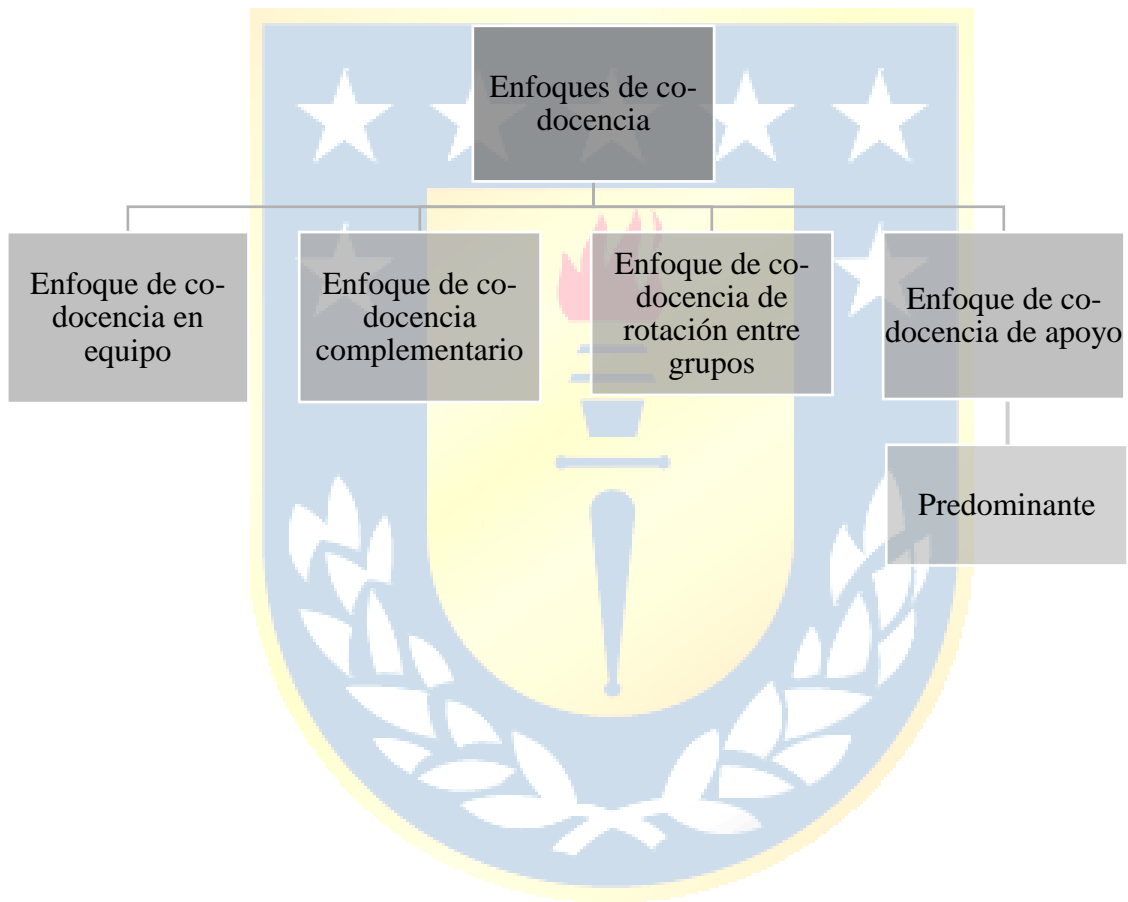 Enfoques de co-
docencia
Enfoque de co-
docencia en
equipo
Enfoque de co-
docencia
complementario
Enfoque de co-
docencia de
rotación entre
grupos
Enfoque de co-
docencia de apoyo
Predominante